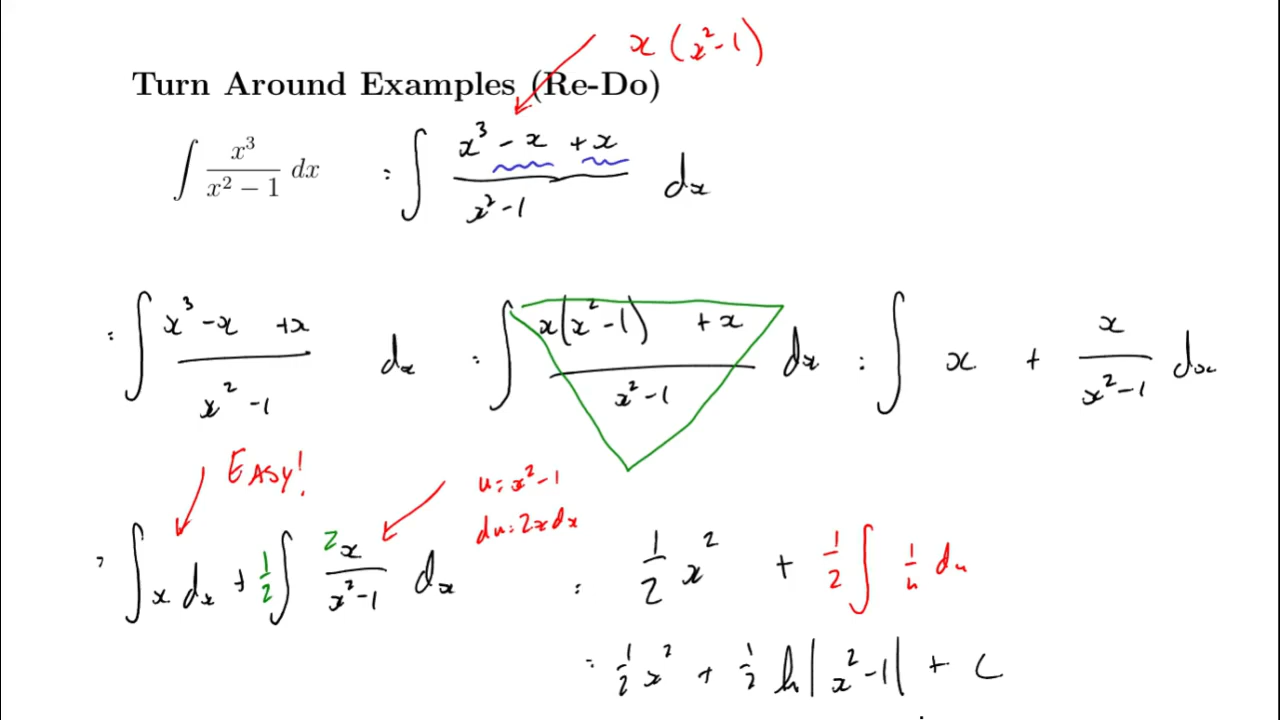 x(x²-1)
Turn Around Examples (Re-Do)
∫ x³/(x² − 1) dx = ∫ (x³ - x + x)/(x²-1) dx
= ∫ (x³ - x + x)/(x² -1) dx = ∫ (x(x²-1) + x)/(x²-1) dx = ∫ x + x/(x²-1) dx
EASY!
u = x²-1
du = 2x dx
= ∫ x dx + 1/2 ∫ 2x/(x²-1) dx = 1/2 x² + 1/2 ∫ 1/u du
= 1/2 x² + 1/2 ln|x²-1| + C